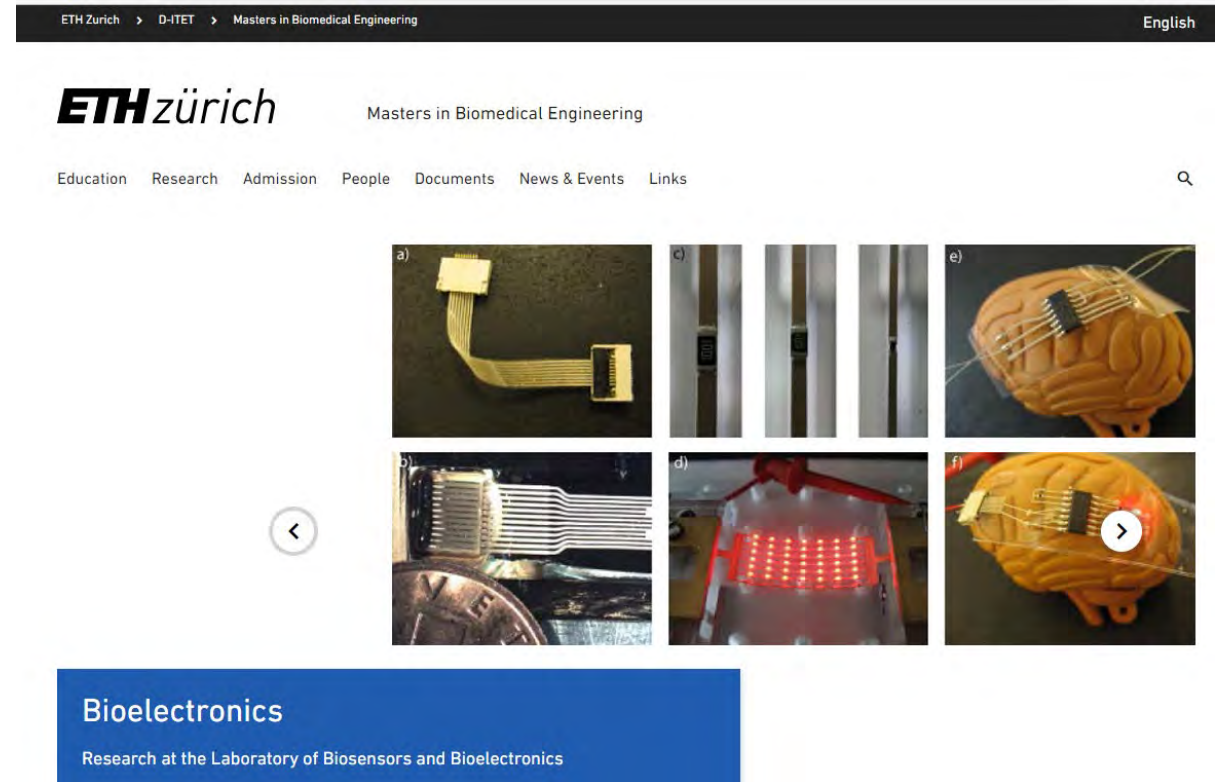 ETH Zurich > D-ITET > Masters in Biomedical Engineering
English
ETH zürich
Masters in Biomedical Engineering
Education Research Admission People Documents News & Events Links
a)
c)
e)
b)
d)
f)
Bioelectronics
Research at the Laboratory of Biosensors and Bioelectronics